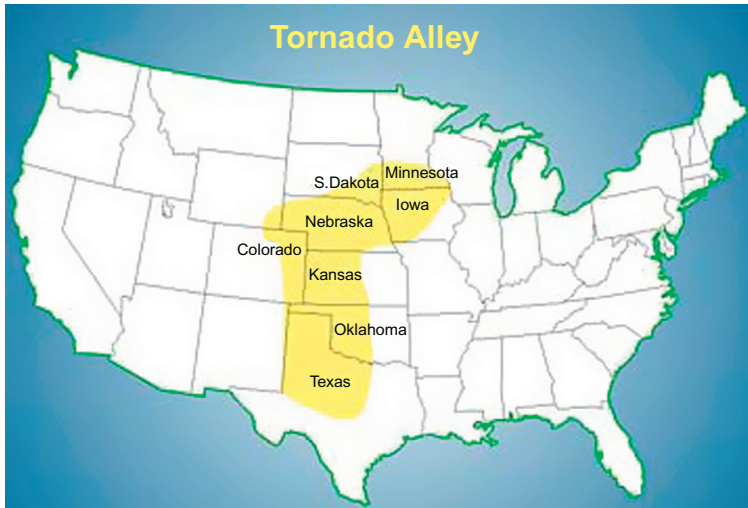 Tornado Alley
Minnesota
S.Dakota
Iowa
Nebraska
Colorado
Kansas
Oklahoma
Texas